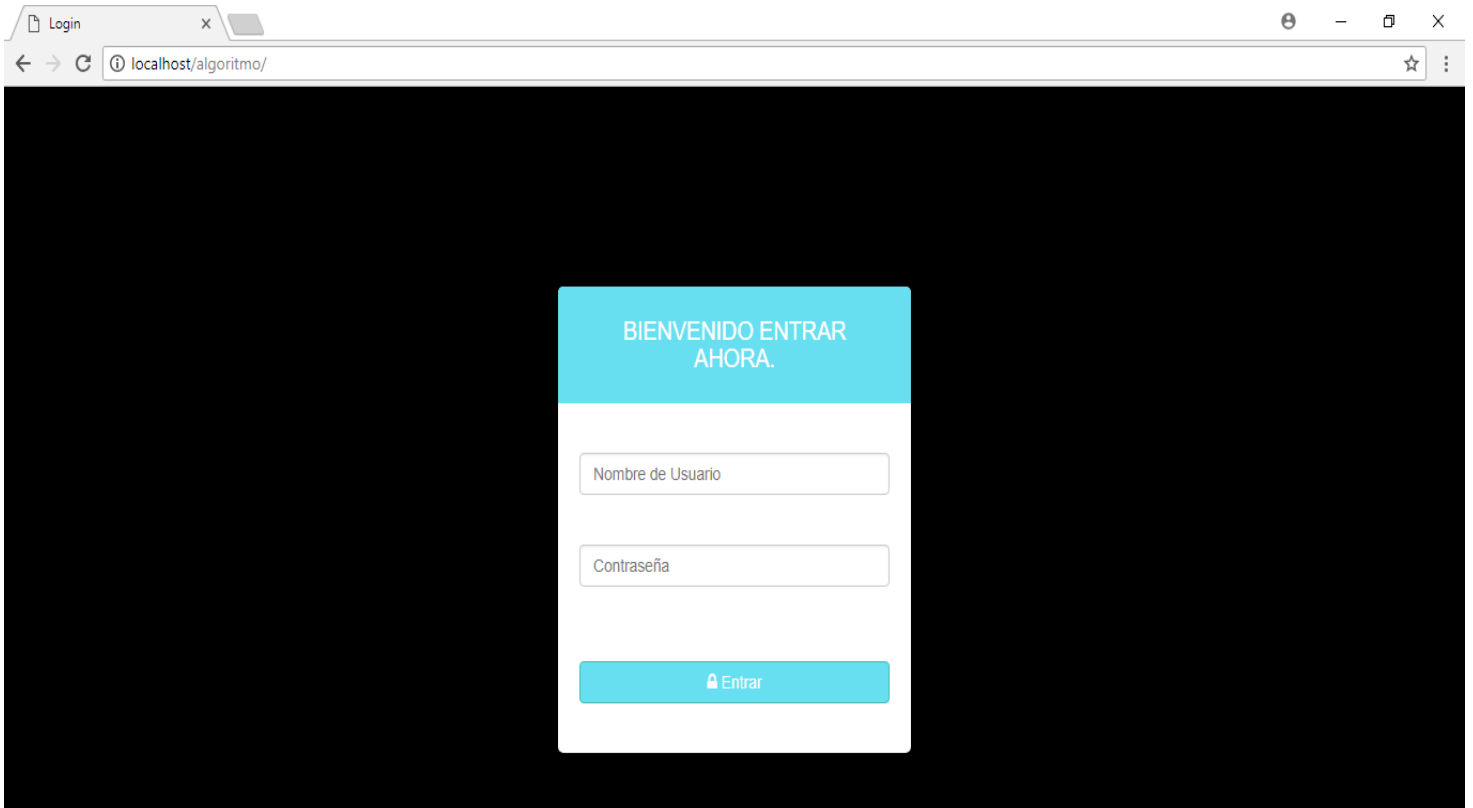 Login
localhost/algoritmo/
BIENVENIDO ENTRAR
AHORA.
Nombre de Usuario
Contraseña
Entrar